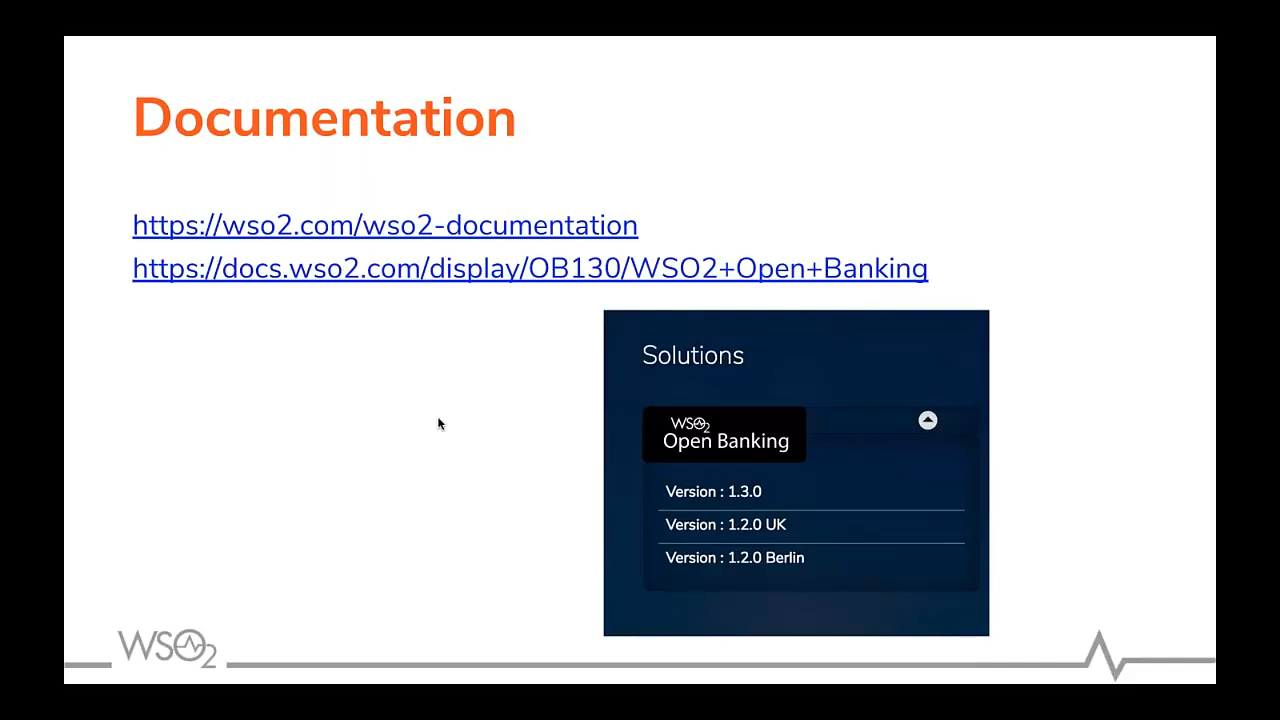 Documentation
https://wso2.com/wso2-documentation
https://docs.wso2.com/display/OB130/WSO2+Open+Banking
Solutions
WSO2
Open Banking
Version : 1.3.0
Version : 1.2.0 UK
Version : 1.2.0 Berlin
WSO2